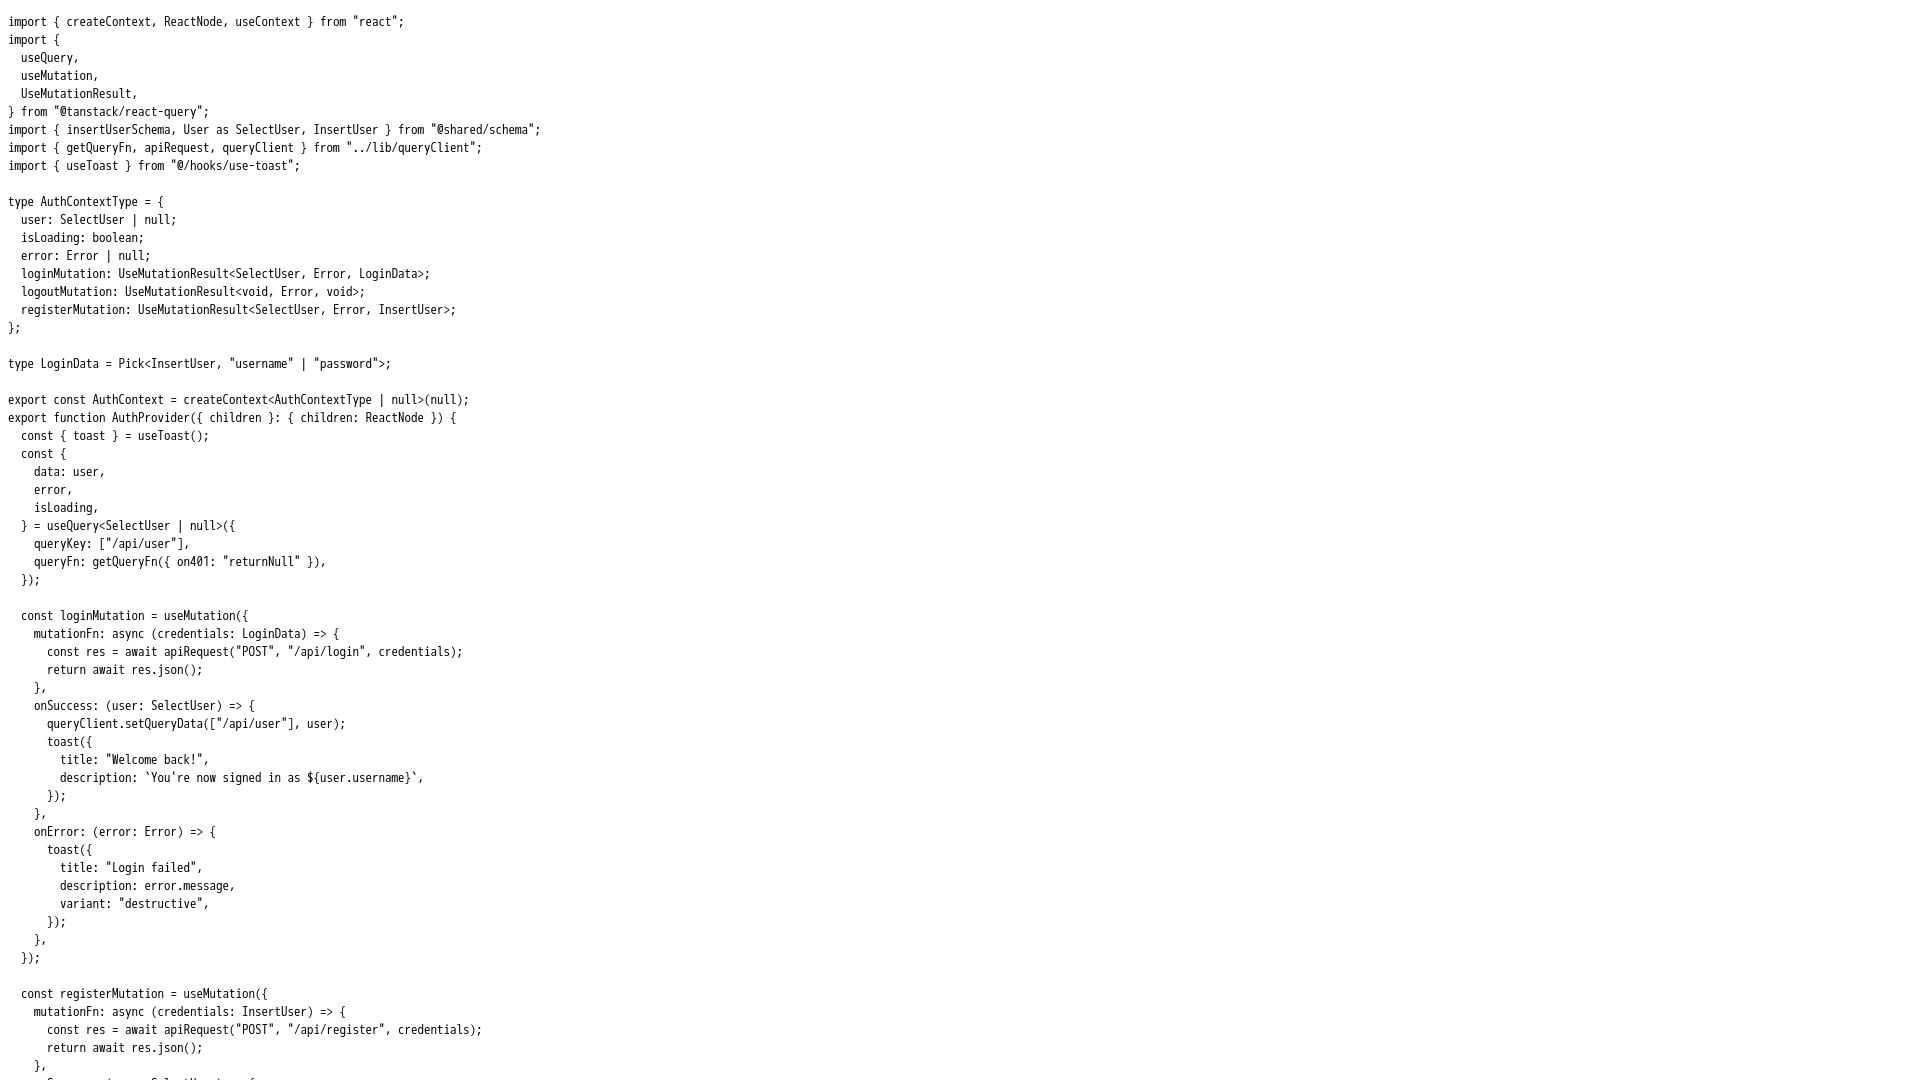 import { createContext, ReactNode, useContext } from "react";
import {
  useQuery,
  useMutation,
  UseMutationResult,
} from "@tanstack/react-query";
import { insertUserSchema, User as SelectUser, InsertUser } from "@shared/schema";
import { getQueryFn, apiRequest, queryClient } from "../lib/queryClient";
import { useToast } from "@/hooks/use-toast";

type AuthContextType = {
  user: SelectUser | null;
  isLoading: boolean;
  error: Error | null;
  loginMutation: UseMutationResult<SelectUser, Error, LoginData>;
  logoutMutation: UseMutationResult<void, Error, void>;
  registerMutation: UseMutationResult<SelectUser, Error, InsertUser>;
};

type LoginData = Pick<InsertUser, "username" | "password">;

export const AuthContext = createContext<AuthContextType | null>(null);
export function AuthProvider({ children }: { children: ReactNode }) {
  const { toast } = useToast();
  const {
    data: user,
    error,
    isLoading,
  } = useQuery<SelectUser | null>({
    queryKey: ["/api/user"],
    queryFn: getQueryFn({ on401: "returnNull" }),
  });

  const loginMutation = useMutation({
    mutationFn: async (credentials: LoginData) => {
      const res = await apiRequest("POST", "/api/login", credentials);
      return await res.json();
    },
    onSuccess: (user: SelectUser) => {
      queryClient.setQueryData(["/api/user"], user);
      toast({
        title: "Welcome back!",
        description: `You're now signed in as ${user.username}`,
      });
    },
    onError: (error: Error) => {
      toast({
        title: "Login failed",
        description: error.message,
        variant: "destructive",
      });
    },
  });

  const registerMutation = useMutation({
    mutationFn: async (credentials: InsertUser) => {
      const res = await apiRequest("POST", "/api/register", credentials);
      return await res.json();
    },